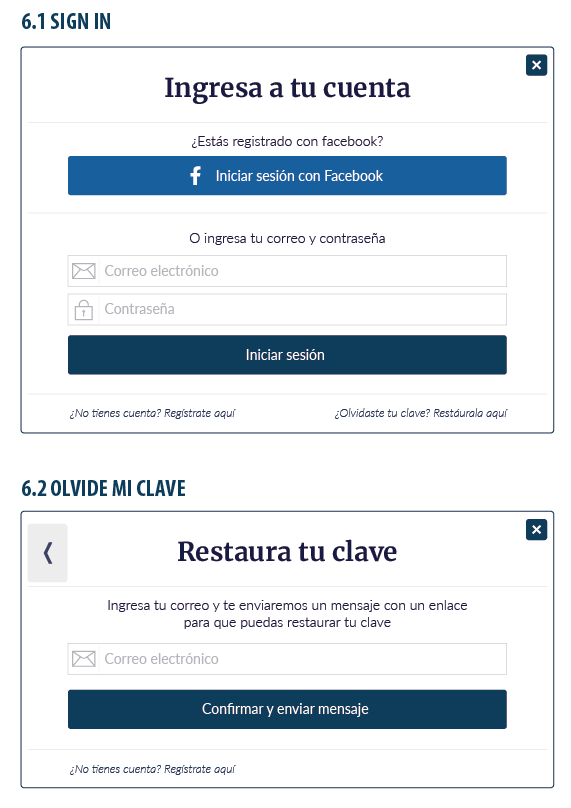 6.1 SIGN IN
Ingresa a tu cuenta
¿Estás registrado con facebook?
Iniciar sesión con Facebook
O ingresa tu correo y contraseña
Correo electrónico
Contraseña
Iniciar sesión
¿No tienes cuenta? Regístrate aquí
¿Olvidaste tu clave? Restáurala aquí
6.2 OLVIDE MI CLAVE
Restaura tu clave
Ingresa tu correo y te enviaremos un mensaje con un enlace
para que puedas restaurar tu clave
Correo electrónico
Confirmar y enviar mensaje
¿No tienes cuenta? Regístrate aquí